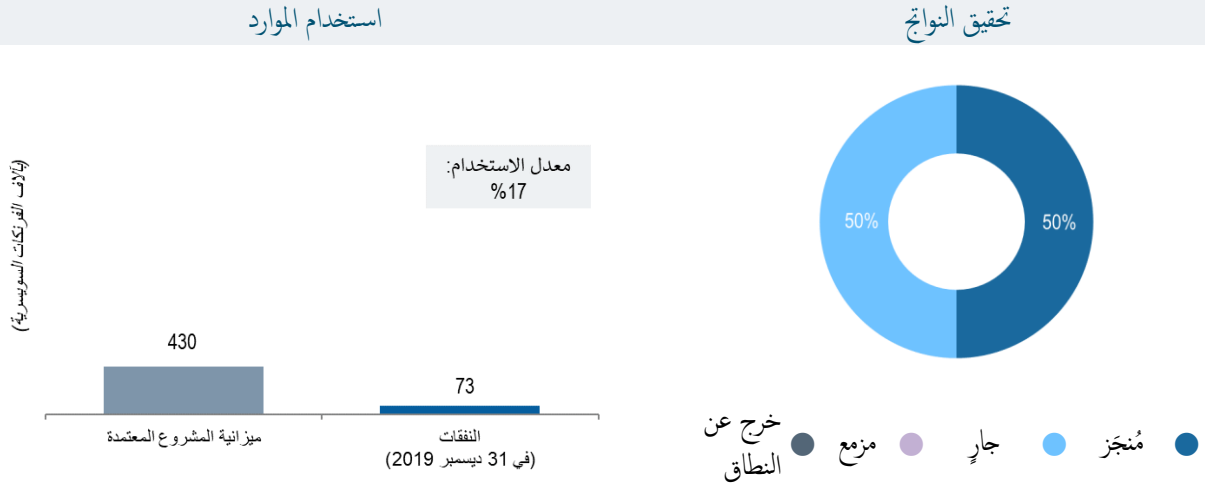 تحقيق النواتج
استخدام الموارد
50%
50%
مُنجَز
جارٍ
مزمع
خرج عن
النطاق
(بآلاف الفرنكات السويسرية)
معدل الاستخدام:
17%
430
73
ميزانية المشروع المعتمدة
النفقات
(في 31 ديسمبر 2019)